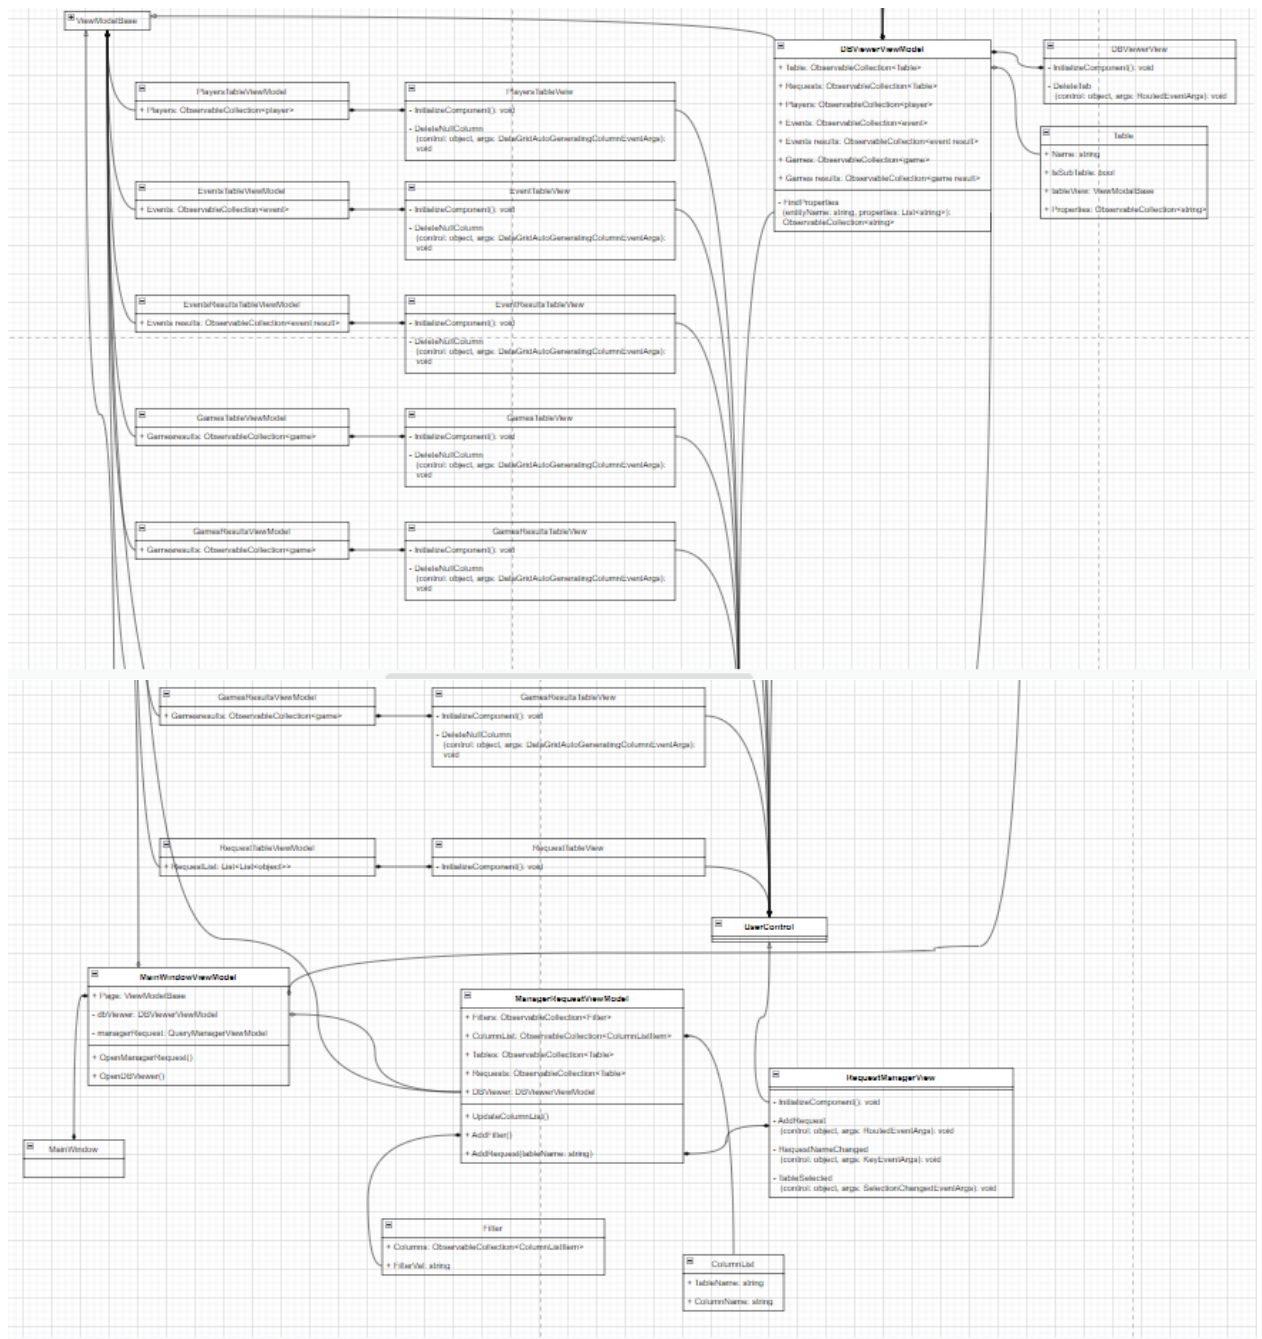 ViewModelBase
DBViewerViewModel
+ Table: ObservableCollection<Table>
+ Requests: ObservableCollection<Table>
+ Players: ObservableCollection<player>
+ Events: ObservableCollection<event>
+ Events results: ObservableCollection<event result>
+ Games: ObservableCollection<game>
+ Games results: ObservableCollection<game result>
- FindProperties
(entityName: string, properties: List<string>):
ObservableCollection<string>
DBViewerView
- InitializeComponent(): void
- DeleteTab
(control: object, args: RoutedEventArgs): void
Table
+ Name: string
+ IsSubTable: bool
+ tableView: ViewModelBase
+ Properties: ObservableCollection<string>
PlayersTableViewModel
+ Players: ObservableCollection<player>
PlayersTableView
- InitializeComponent(): void
- DeleteNullColumn
(control: object, args: DataGridAutoGeneratingColumnEventArgs):
void
EventsTableViewModel
+ Events: ObservableCollection<event>
EventTableView
- InitializeComponent(): void
- DeleteNullColumn
(control: object, args: DataGridAutoGeneratingColumnEventArgs):
void
EventsResultsTableViewModel
+ Events results: ObservableCollection<event result>
EventResultsTableView
- InitializeComponent(): void
- DeleteNullColumn
(control: object, args: DataGridAutoGeneratingColumnEventArgs):
void
GamesTableViewModel
+ Gamesresults: ObservableCollection<game>
GamesTableView
- InitializeComponent(): void
- DeleteNullColumn
(control: object, args: DataGridAutoGeneratingColumnEventArgs):
void
GamesResultsViewModel
+ Gamesresults: ObservableCollection<game>
GamesResultsTableView
- InitializeComponent(): void
- DeleteNullColumn
(control: object, args: DataGridAutoGeneratingColumnEventArgs):
void
GamesResultsViewModel
+ Gamesresults: ObservableCollection<game>
GamesResultsTableView
- InitializeComponent(): void
- DeleteNullColumn
(control: object, args: DataGridAutoGeneratingColumnEventArgs):
void
RequestTableViewModel
+ RequestList: List<List<object>>
RequestTableView
- InitializeComponent(): void
UserControl
MainWindowViewModel
+ Page: ViewModelBase
- dbViewer: DBViewerViewModel
- managerRequest: QueryManagerViewModel
+ OpenManagerRequest()
+ OpenDBViewer()
MainWindow
ManagerRequestViewModel
+ Filters: ObservableCollection<Filter>
+ ColumnList: ObservableCollection<ColumnListItem>
+ Tables: ObservableCollection<Table>
+ Requests: ObservableCollection<Table>
+ DBViewer: DBViewerViewModel
+ UpdateColumnList()
+ AddFilter()
+ AddRequest(tableName: string)
RequestManagerView
- InitializeComponent(): void
- AddRequest
(control: object, args: RoutedEventArgs): void
- RequestNameChanged
(control: object, args: KeyEventArgs): void
- TableSelected
(control: object, args: SelectionChangedEventArgs): void
Filter
+ Columns: ObservableCollection<ColumnListItem>
+ FilterVal: string
ColumnList
+ TableName: string
+ ColumnName: string